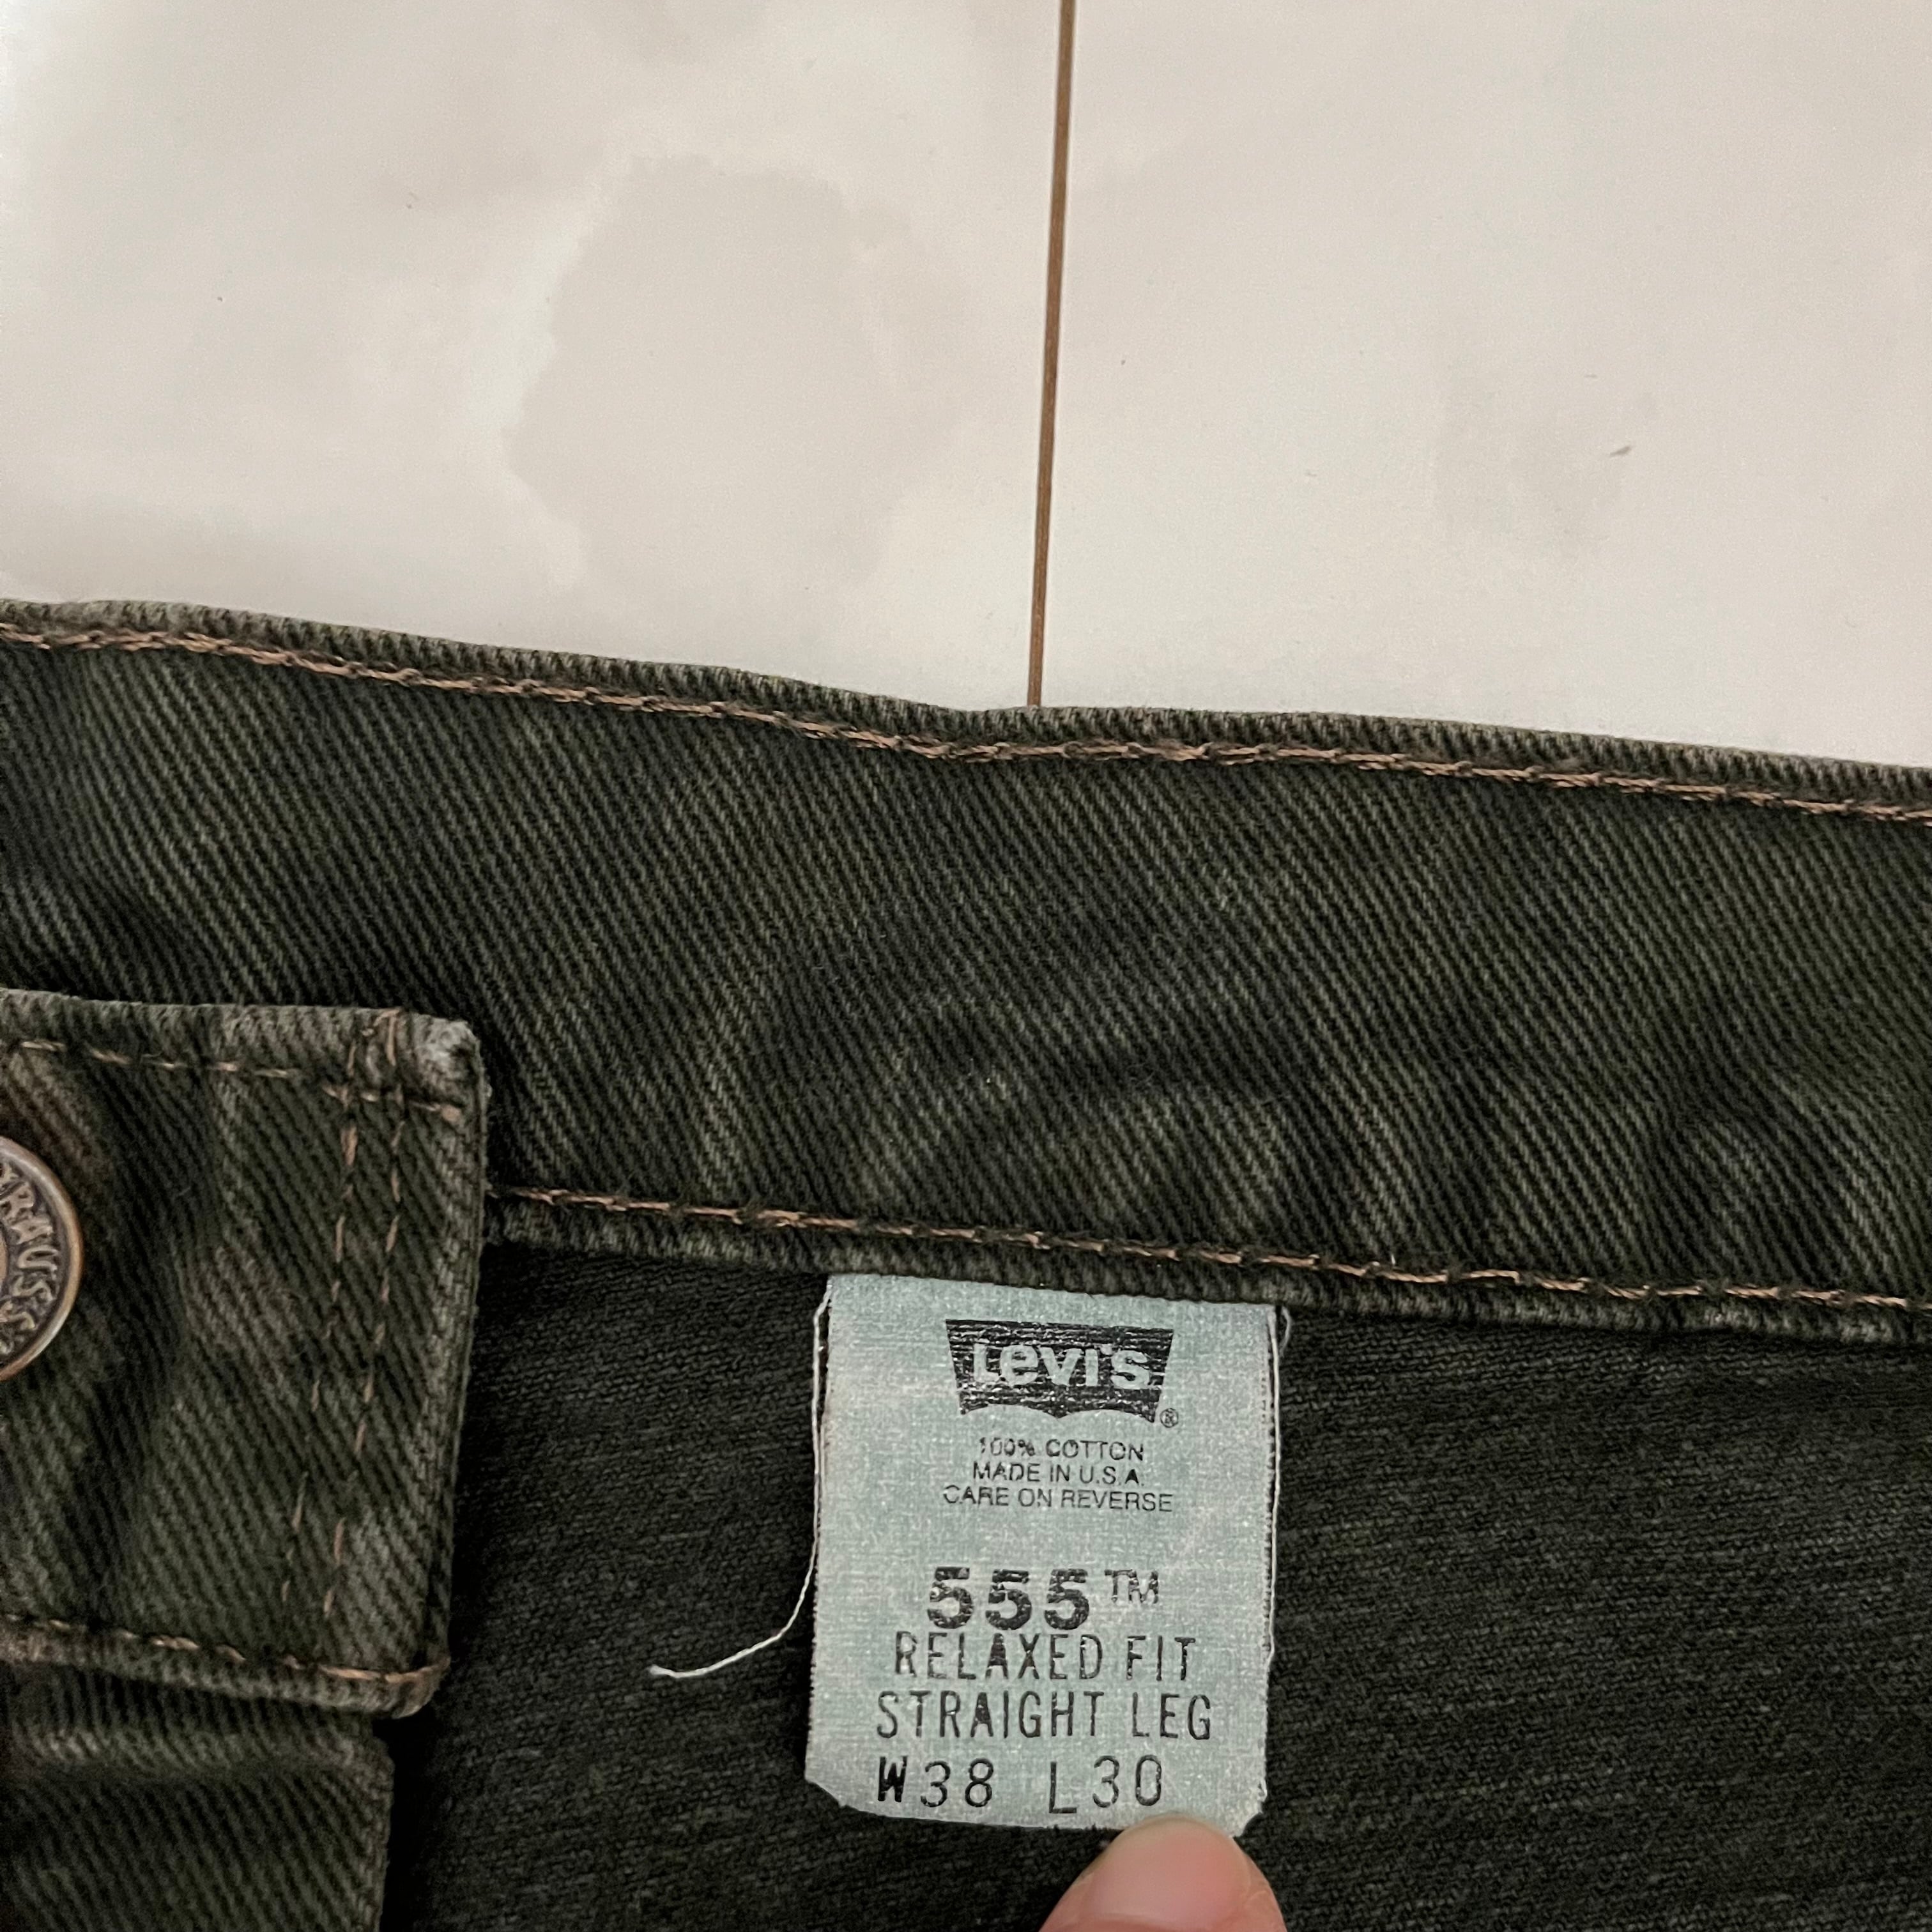 LEVI'S®
100% COTTON
MADE IN U.S.A.
CARE ON REVERSE
555™
RELAXED FIT
STRAIGHT LEG
W38 L30